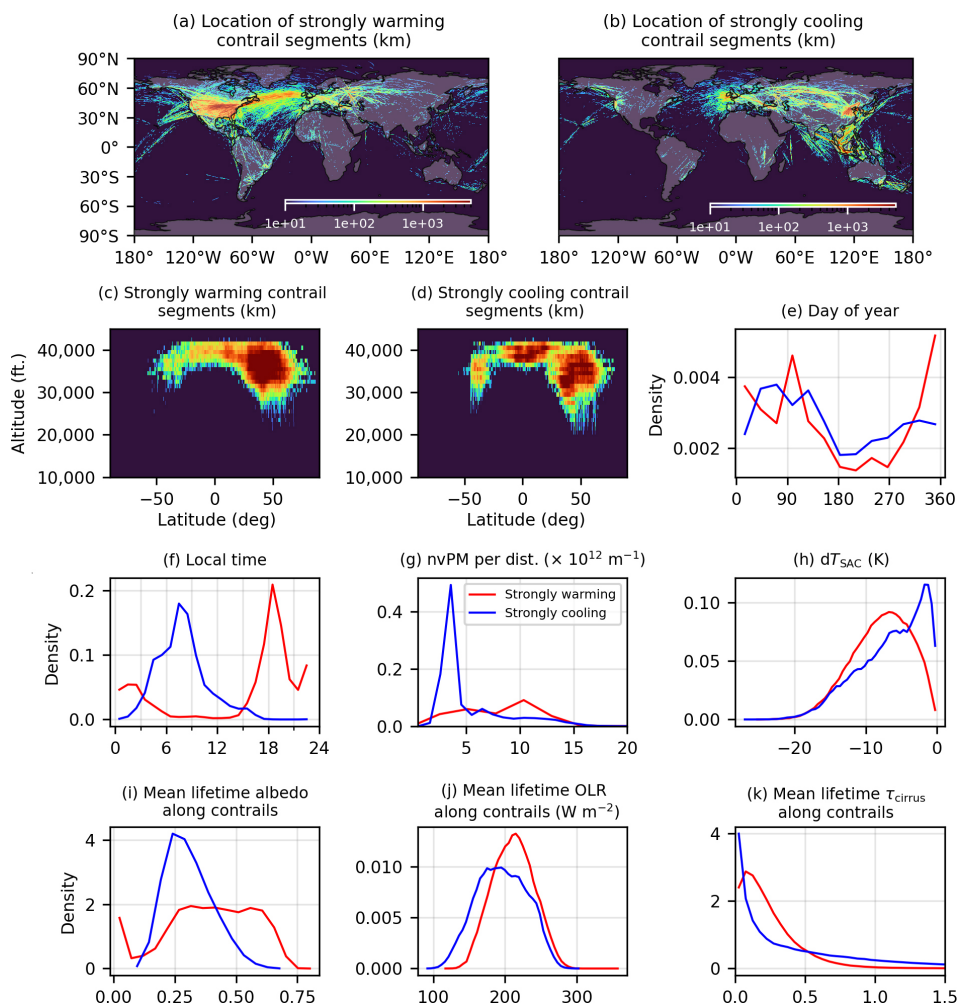 (a) Location of strongly warming
contrail segments (km)
(b) Location of strongly cooling
contrail segments (km)
90°N
60°N
30°N
0°
30°S
60°S
90°S
1e+01 1e+02 1e+03
1e+01 1e+02 1e+03
180° 120°W 60°W 0°W 60°E 120°E 180°
180° 120°W 60°W 0°W 60°E 120°E 180°
(c) Strongly warming contrail
segments (km)
(d) Strongly cooling contrail
segments (km)
(e) Day of year
Altitude (ft.)
40,000
30,000
20,000
10,000
−50 0 50
Latitude (deg)
40,000
30,000
20,000
10,000
−50 0 50
Latitude (deg)
Density
0.004
0.002
0 90 180 270 360
(f) Local time
(g) nvPM per dist. (× 10¹² m⁻¹)
(h) dT_SAC (K)
Density
0.2
0.1
0.0
0 6 12 18 24
Strongly warming
Strongly cooling
0.4
0.2
0.0
5 10 15 20
0.10
0.05
0.00
−20 −10 0
(i) Mean lifetime albedo
along contrails
(j) Mean lifetime OLR
along contrails (W m⁻²)
(k) Mean lifetime τ_cirrus
along contrails
Density
4
2
0
0.00 0.25 0.50 0.75
0.010
0.005
0.000
100 200 300
4
2
0
0.0 0.5 1.0 1.5